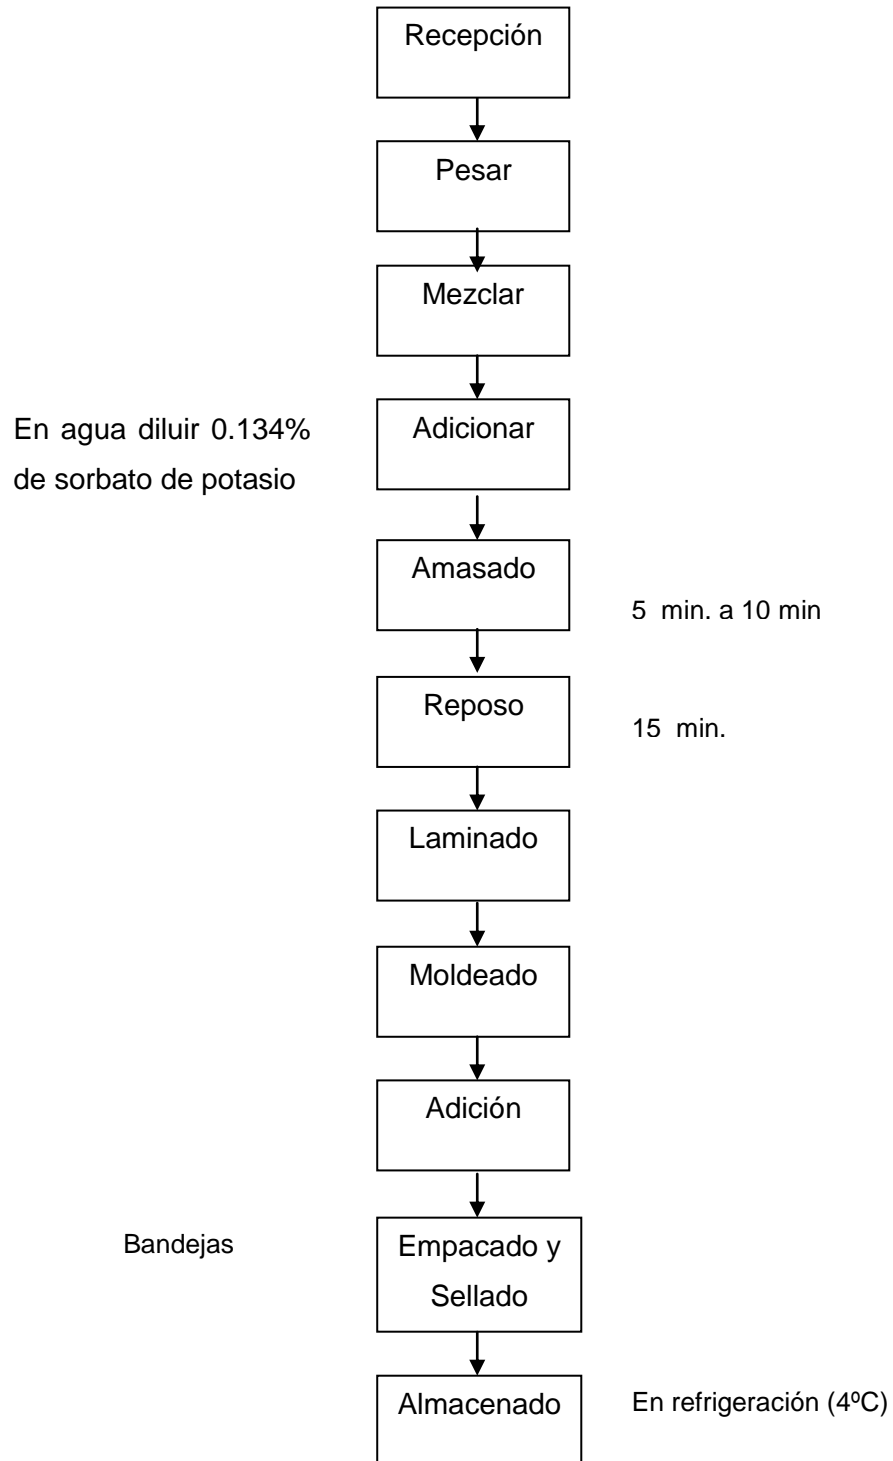 Recepción
Pesar
Mezclar
En agua diluir 0.134%
de sorbato de potasio
Adicionar
Amasado
5 min. a 10 min
Reposo
15 min.
Laminado
Moldeado
Adición
Bandejas
Empacado y
Sellado
Almacenado
En refrigeración (4ºC)